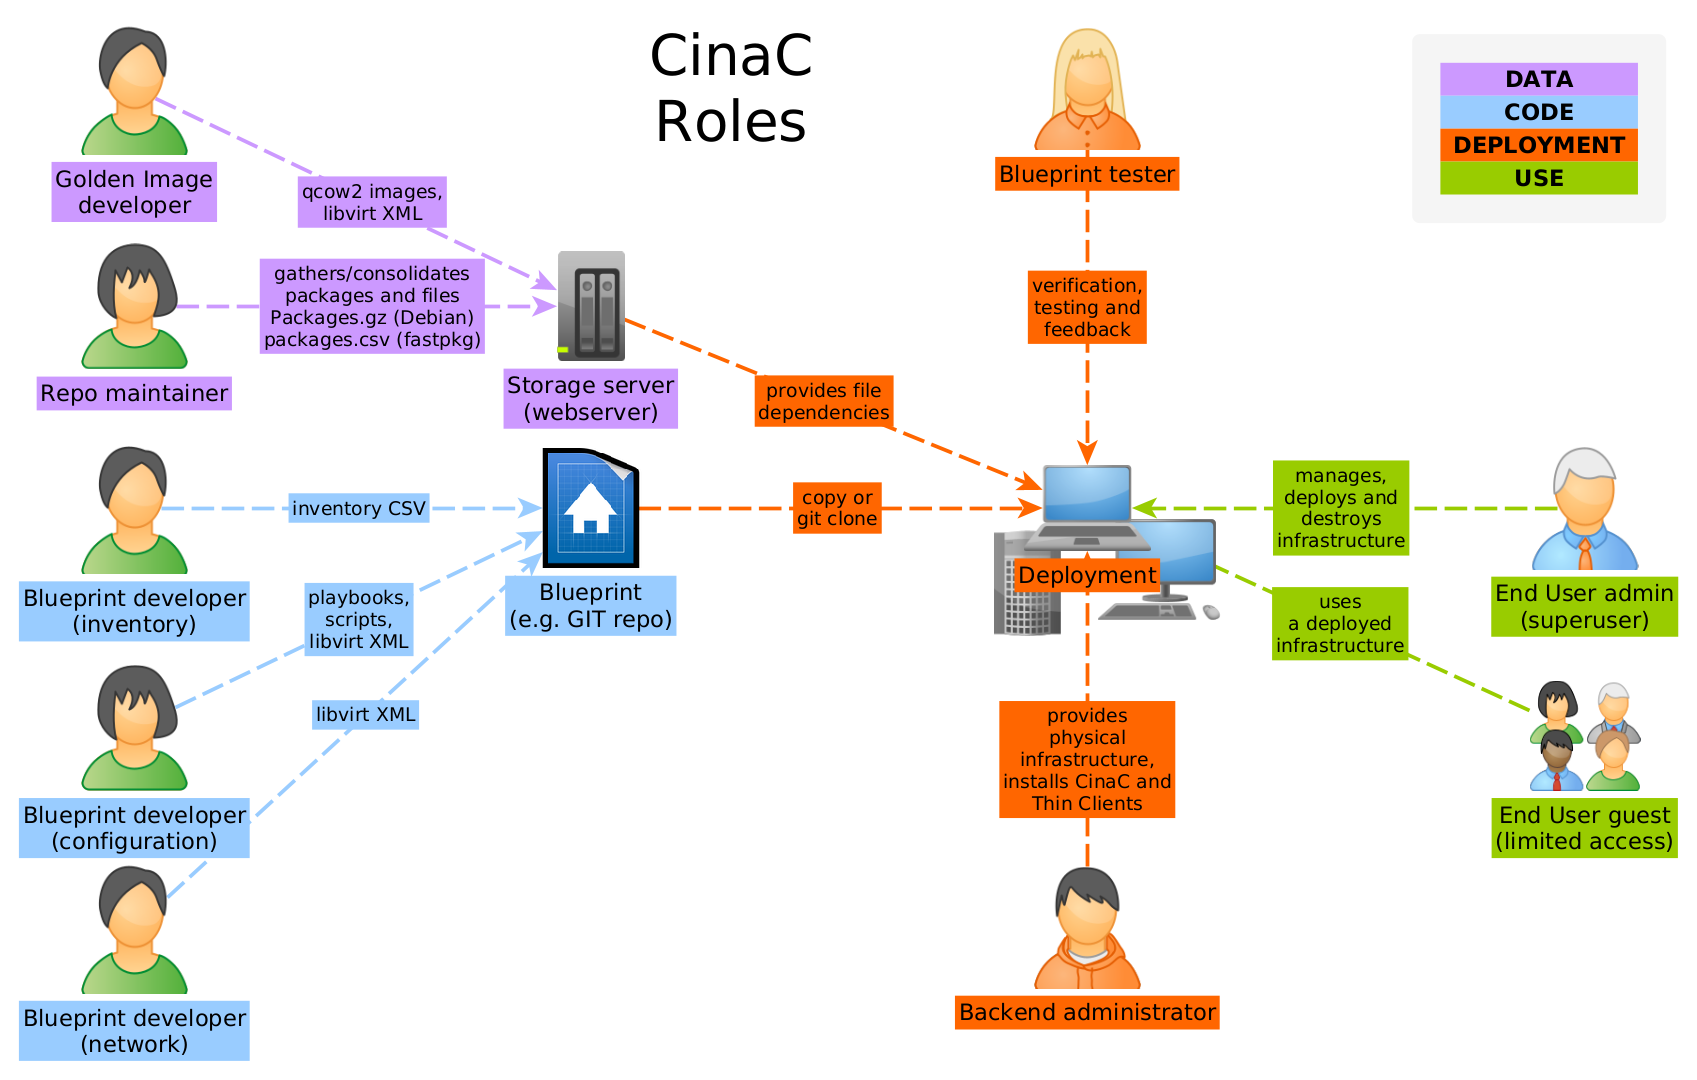 CinaC
Roles
DATA
CODE
DEPLOYMENT
USE
Golden Image
developer
qcow2 images,
libvirt XML
Repo maintainer
gathers/consolidates
packages and files
Packages.gz (Debian)
packages.csv (fastpkg)
Storage server
(webserver)
provides file
dependencies
Blueprint tester
verification,
testing and
feedback
Blueprint developer
(inventory)
inventory CSV
Blueprint developer
(configuration)
playbooks,
scripts,
libvirt XML
Blueprint developer
(network)
libvirt XML
Blueprint
(e.g. GIT repo)
copy or
git clone
Deployment
manages,
deploys and
destroys
infrastructure
End User admin
(superuser)
uses
a deployed
infrastructure
End User guest
(limited access)
provides
physical
infrastructure,
installs CinaC and
Thin Clients
Backend administrator